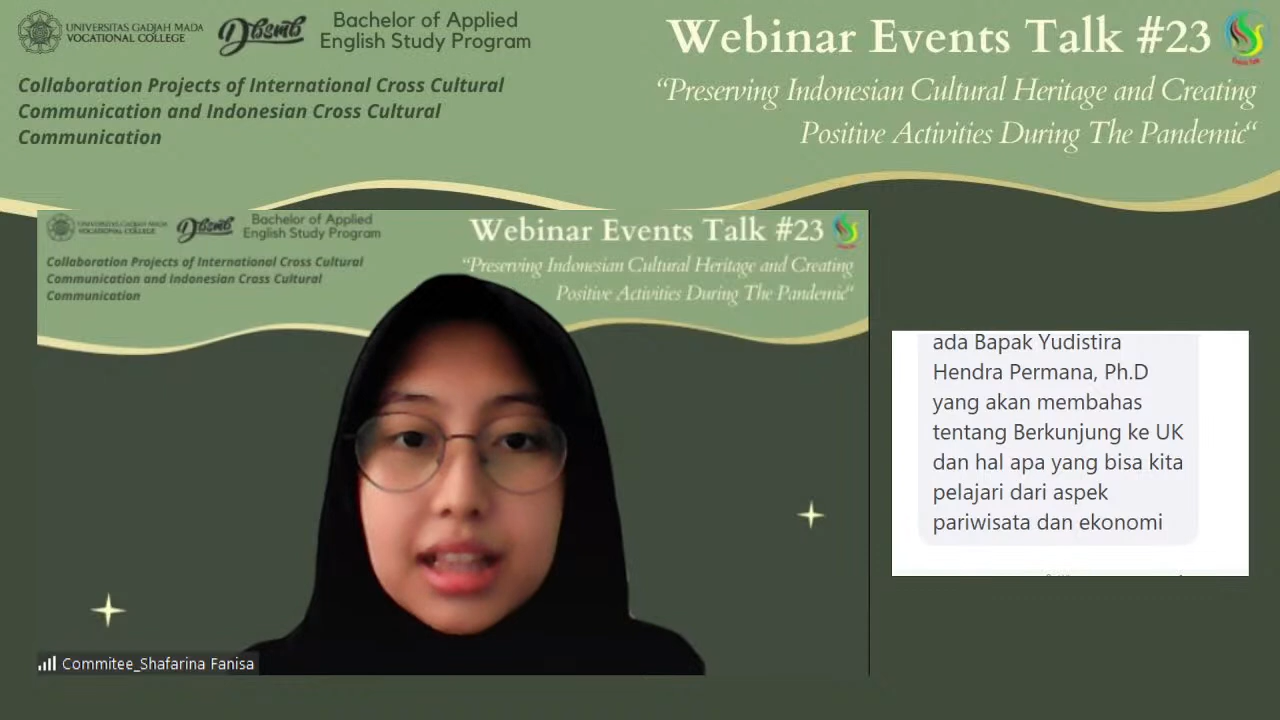 UNIVERSITAS GADJAH MADA
VOCATIONAL COLLEGE
Dbsmb
Bachelor of Applied
English Study Program
Collaboration Projects of International Cross Cultural
Communication and Indonesian Cross Cultural
Communication
Webinar Events Talk #23
“Preserving Indonesian Cultural Heritage and Creating
Positive Activities During The Pandemic“
UNIVERSITAS GADJAH MADA
VOCATIONAL COLLEGE
Dbsmb
Bachelor of Applied
English Study Program
Collaboration Projects of International Cross Cultural
Communication and Indonesian Cross Cultural
Communication
Webinar Events Talk #23
“Preserving Indonesian Cultural Heritage and Creating
Positive Activities During The Pandemic“
ada Bapak Yudistira
Hendra Permana, Ph.D
yang akan membahas
tentang Berkunjung ke UK
dan hal apa yang bisa kita
pelajari dari aspek
pariwisata dan ekonomi
Commitee_Shafarina Fanisa